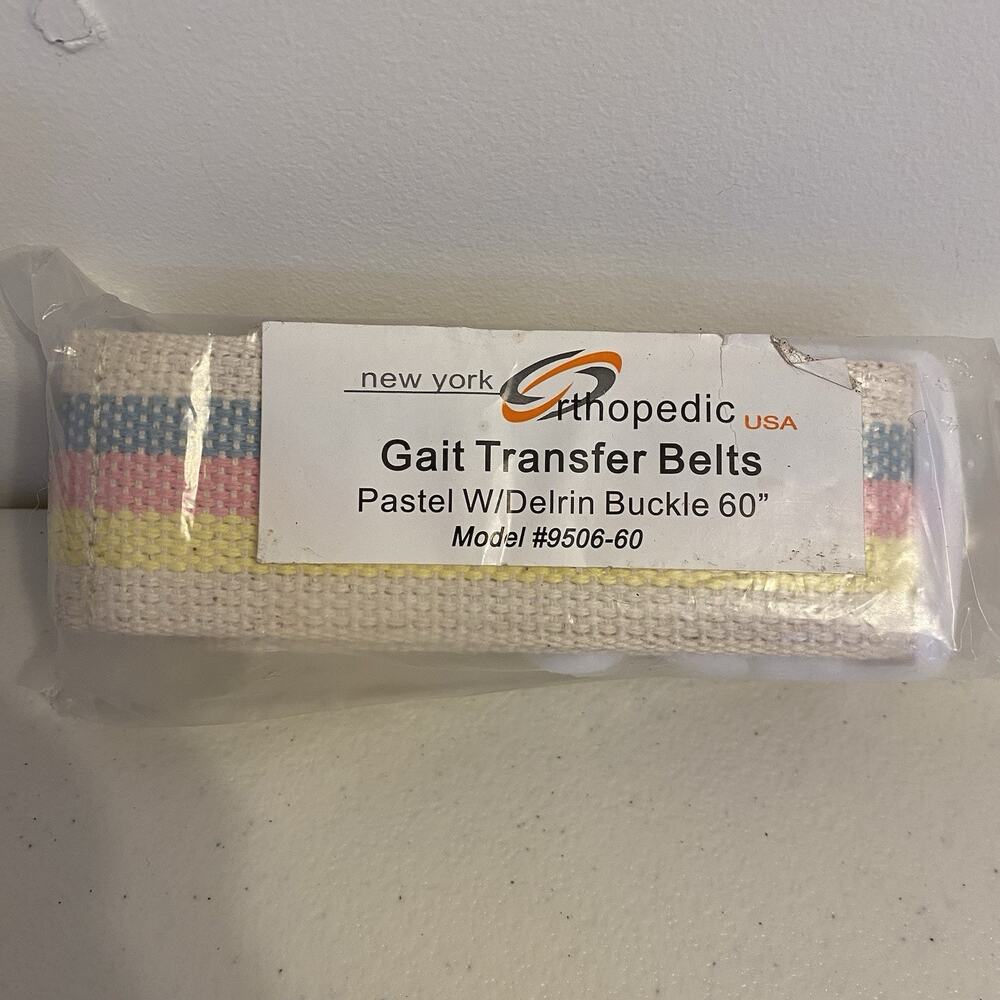 new york
Orthopedic USA
Gait Transfer Belts
Pastel W/Delrin Buckle 60”
Model #9506-60